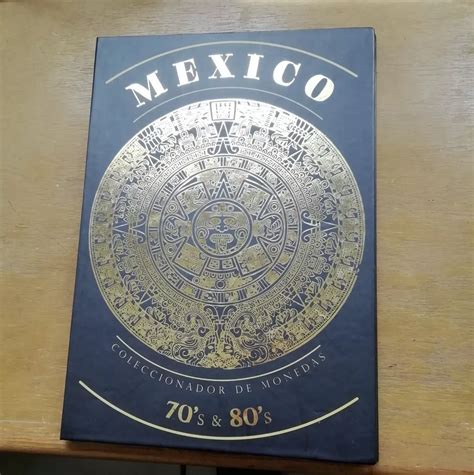 MEXICO
COLECCIONADOR DE MONEDAS
70's & 80's